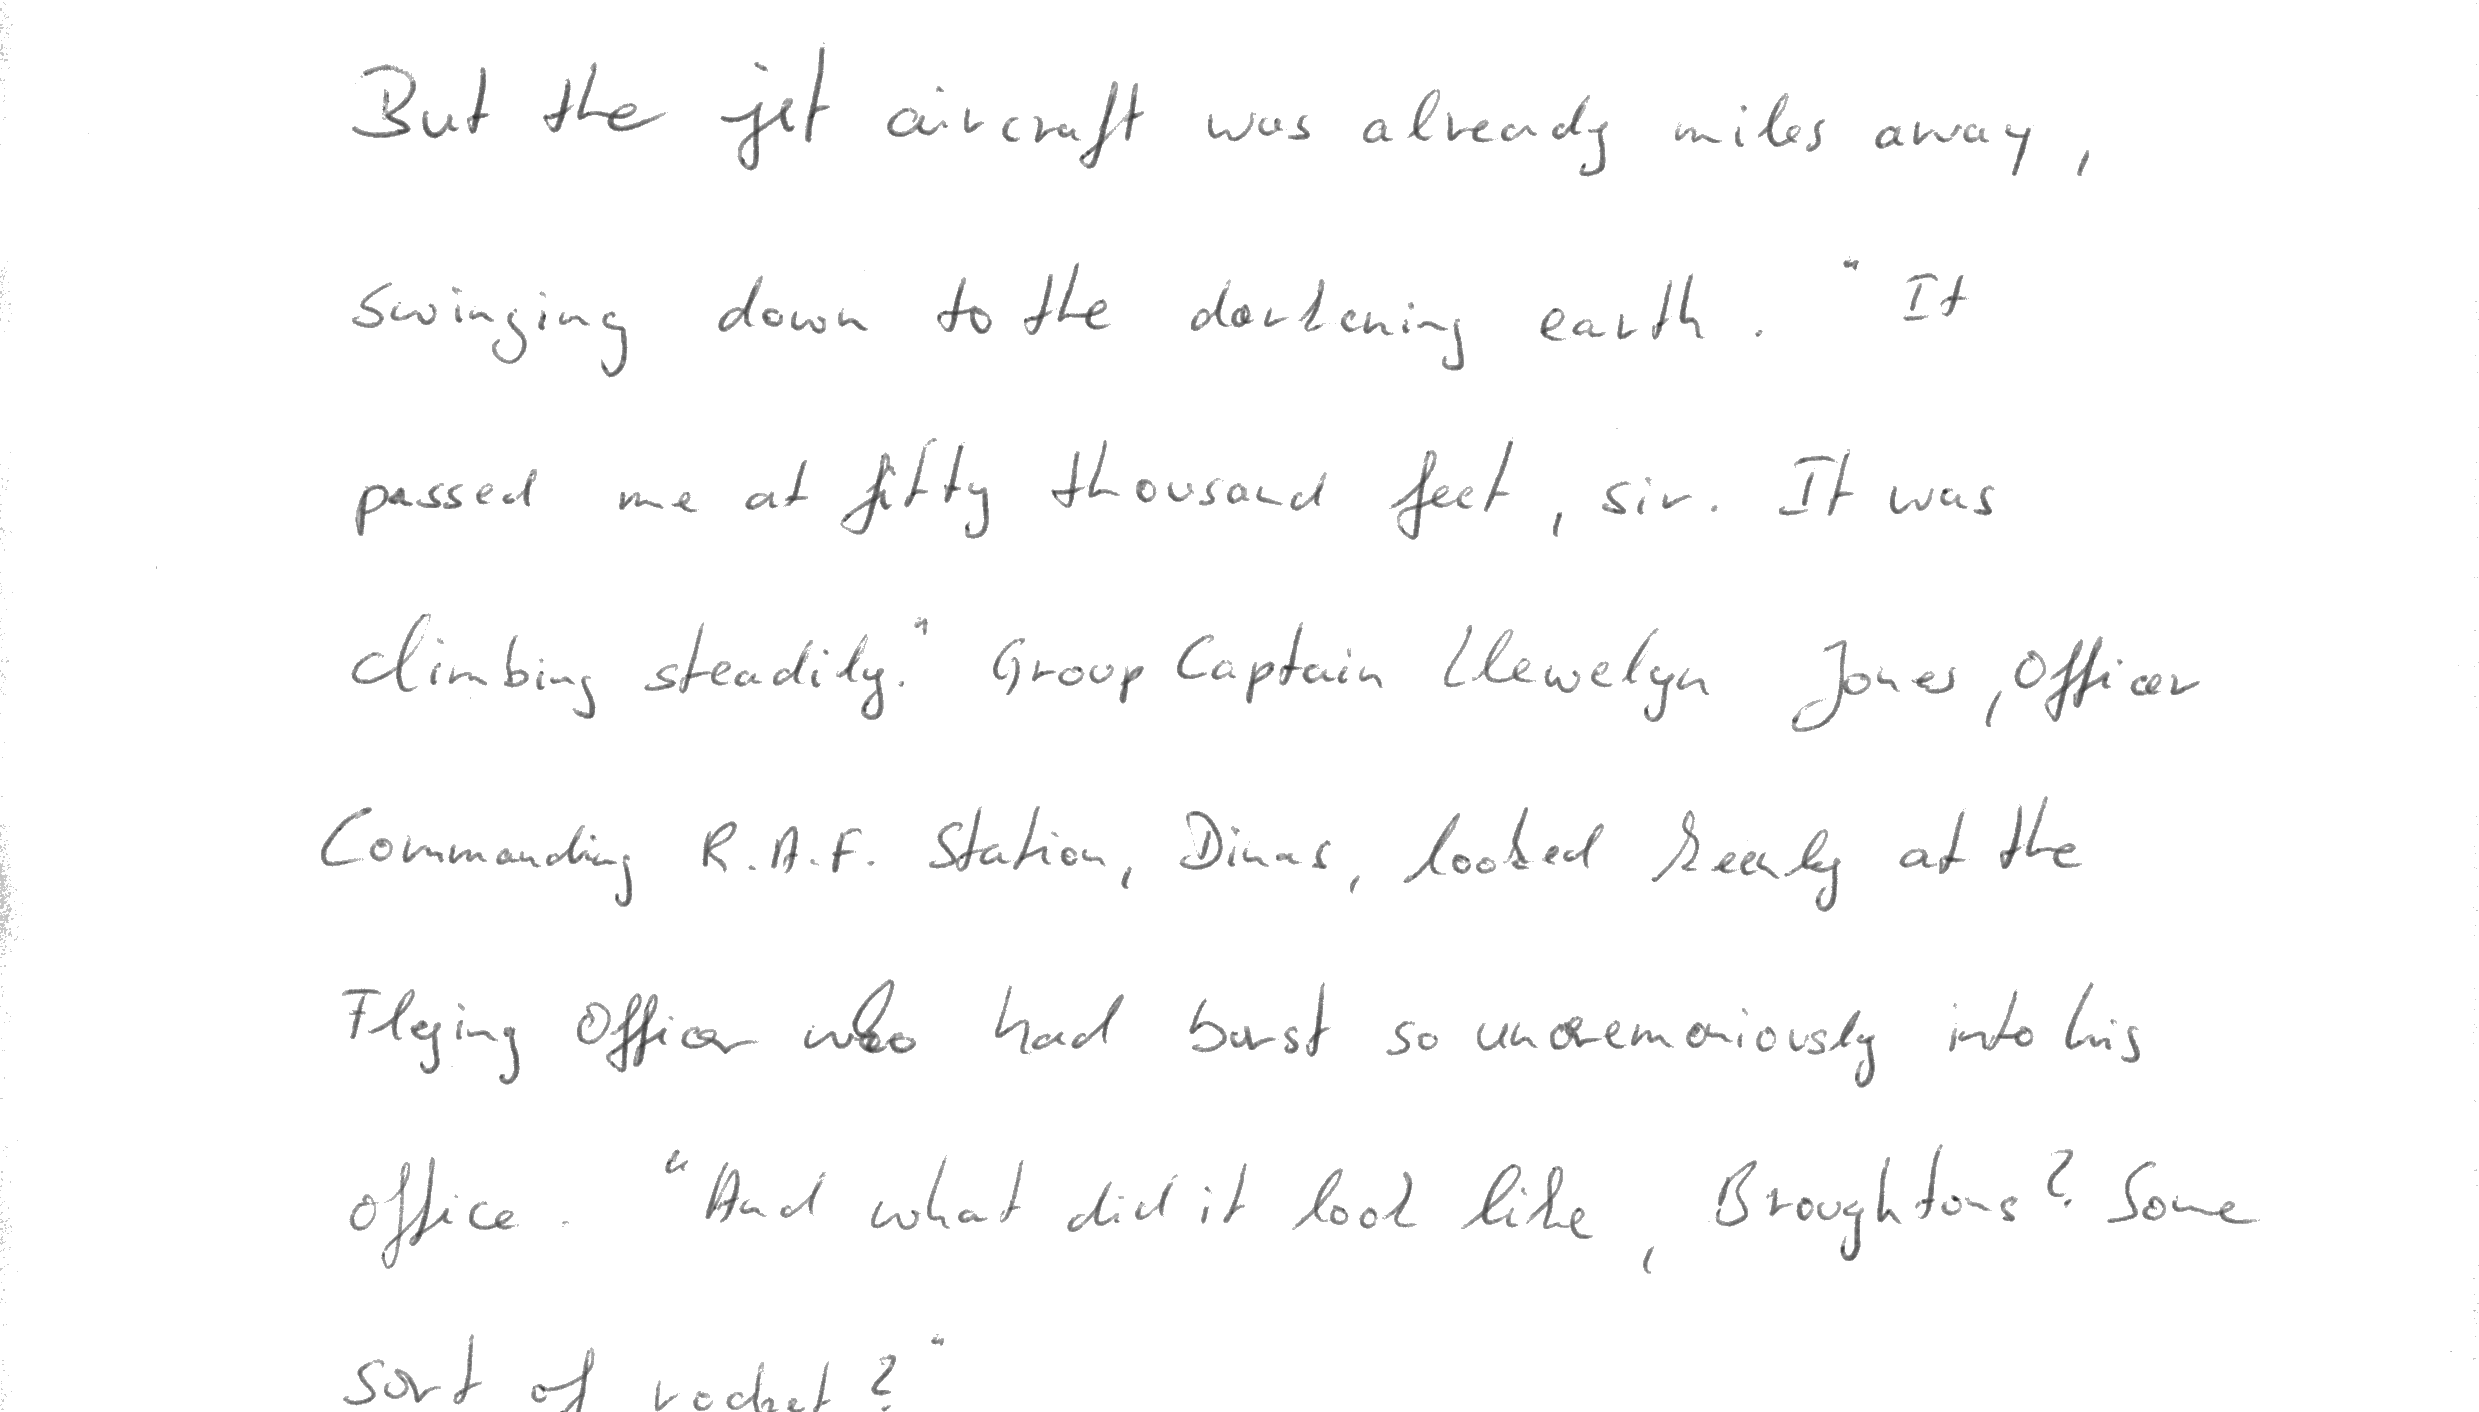 But the jet aircraft was already miles away,
swinging down to the darkening earth. "It
passed me at fifty thousand feet, sir. It was
climbing steadily." Group Captain Llewelyn Jones, Officer
Commanding R.A.F. Station, Dinas, looked keenly at the
Flying Officer who had burst so unceremoniously into his
office. "And what did it look like, Broughtons? Some
sort of rocket?"